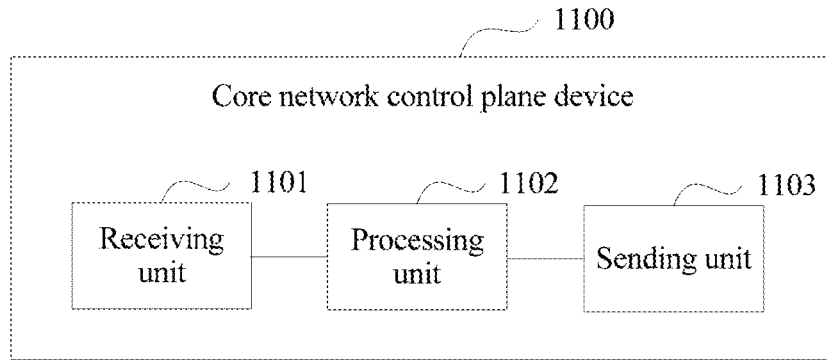 1100
Core network control plane device
1101
1102
1103
Receiving
unit
Processing
unit
Sending unit